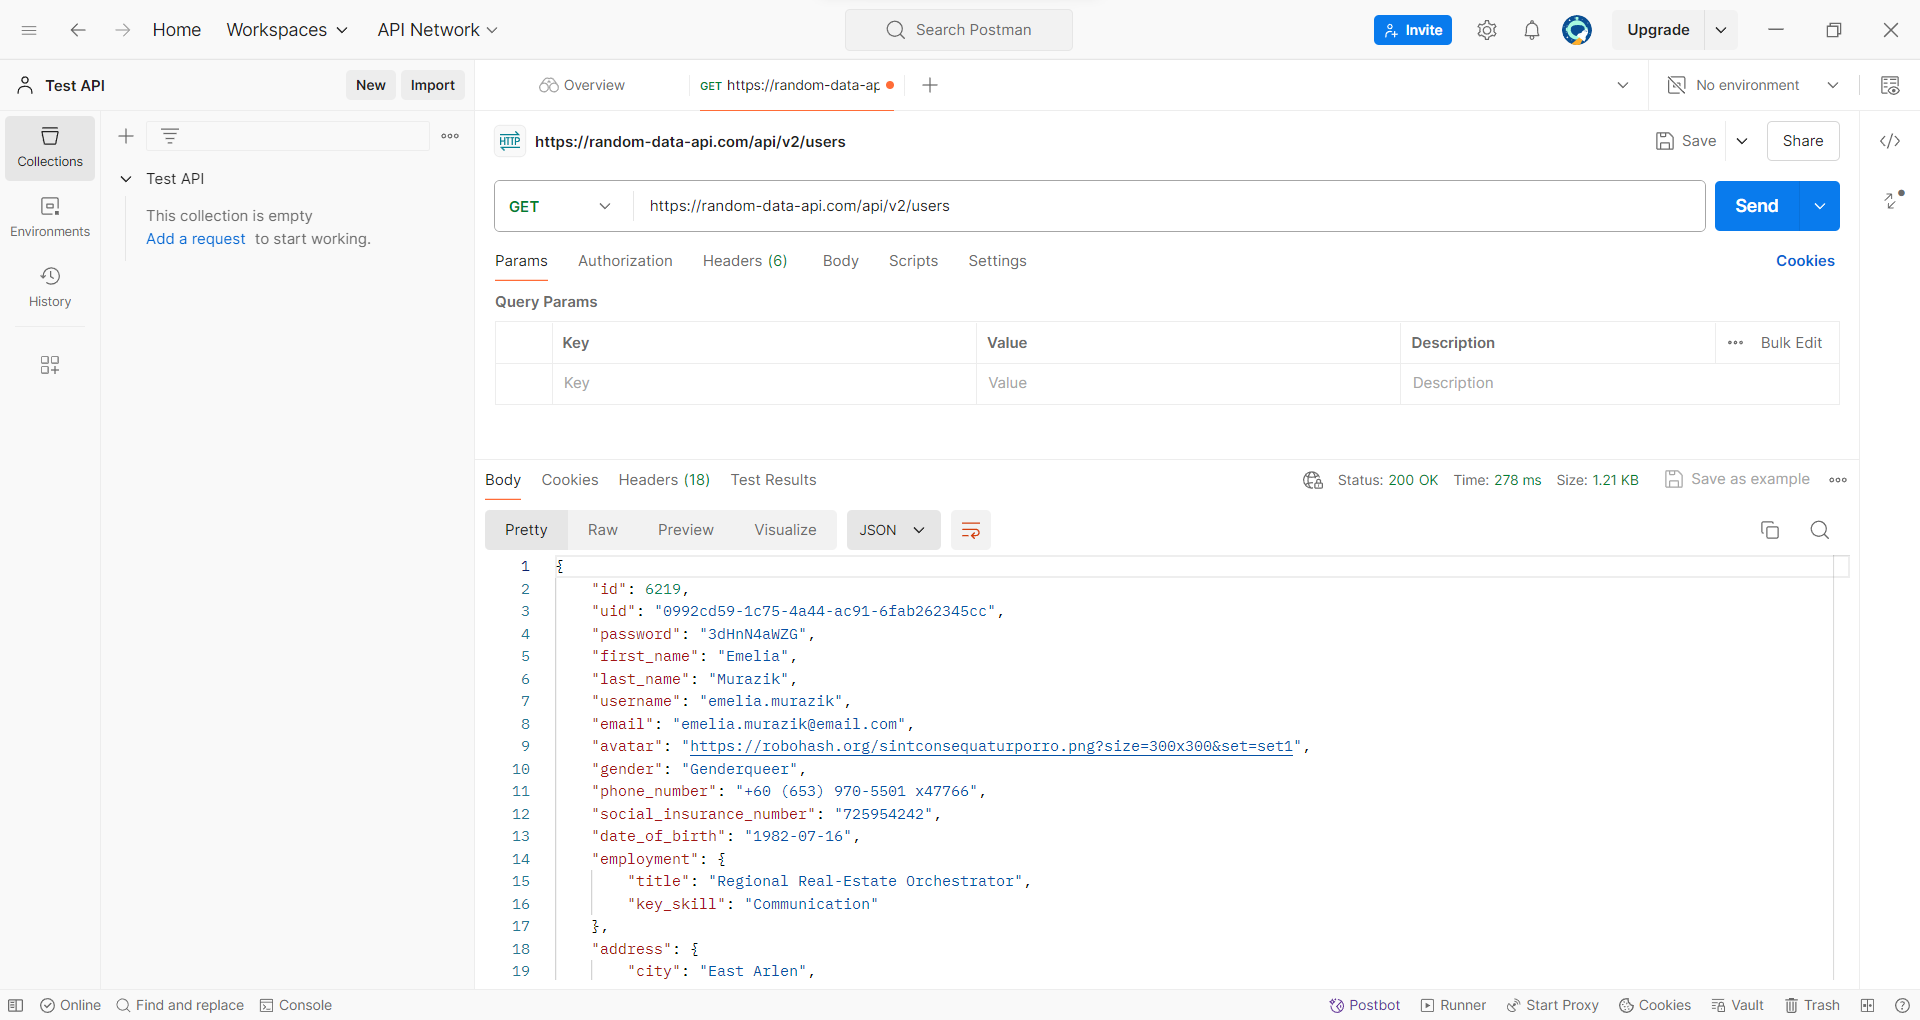 Home Workspaces API Network Search Postman Invite Upgrade
Test API New Import Overview GET https://random-data-ap No environment
HTTP https://random-data-api.com/api/v2/users Save Share
Collections
Test API
This collection is empty
Add a request to start working.
Environments
History
GET https://random-data-api.com/api/v2/users Send
Params Authorization Headers (6) Body Scripts Settings Cookies
Query Params
Key Value Description Bulk Edit
Key Value Description
Body Cookies Headers (18) Test Results Status: 200 OK Time: 278 ms Size: 1.21 KB Save as example
Pretty Raw Preview Visualize JSON
1 {
2 "id": 6219,
3 "uid": "0992cd59-1c75-4a44-ac91-6fab262345cc",
4 "password": "3dHnN4aWZG",
5 "first_name": "Emelia",
6 "last_name": "Murazik",
7 "username": "emelia.murazik",
8 "email": "emelia.murazik@email.com",
9 "avatar": "https://robohash.org/sintconsequaturporro.png?size=300x300&set=set1",
10 "gender": "Genderqueer",
11 "phone_number": "+60 (653) 970-5501 x47766",
12 "social_insurance_number": "725954242",
13 "date_of_birth": "1982-07-16",
14 "employment": {
15 "title": "Regional Real-Estate Orchestrator",
16 "key_skill": "Communication"
17 },
18 "address": {
19 "city": "East Arlen",
Online Find and replace Console Postbot Runner Start Proxy Cookies Vault Trash